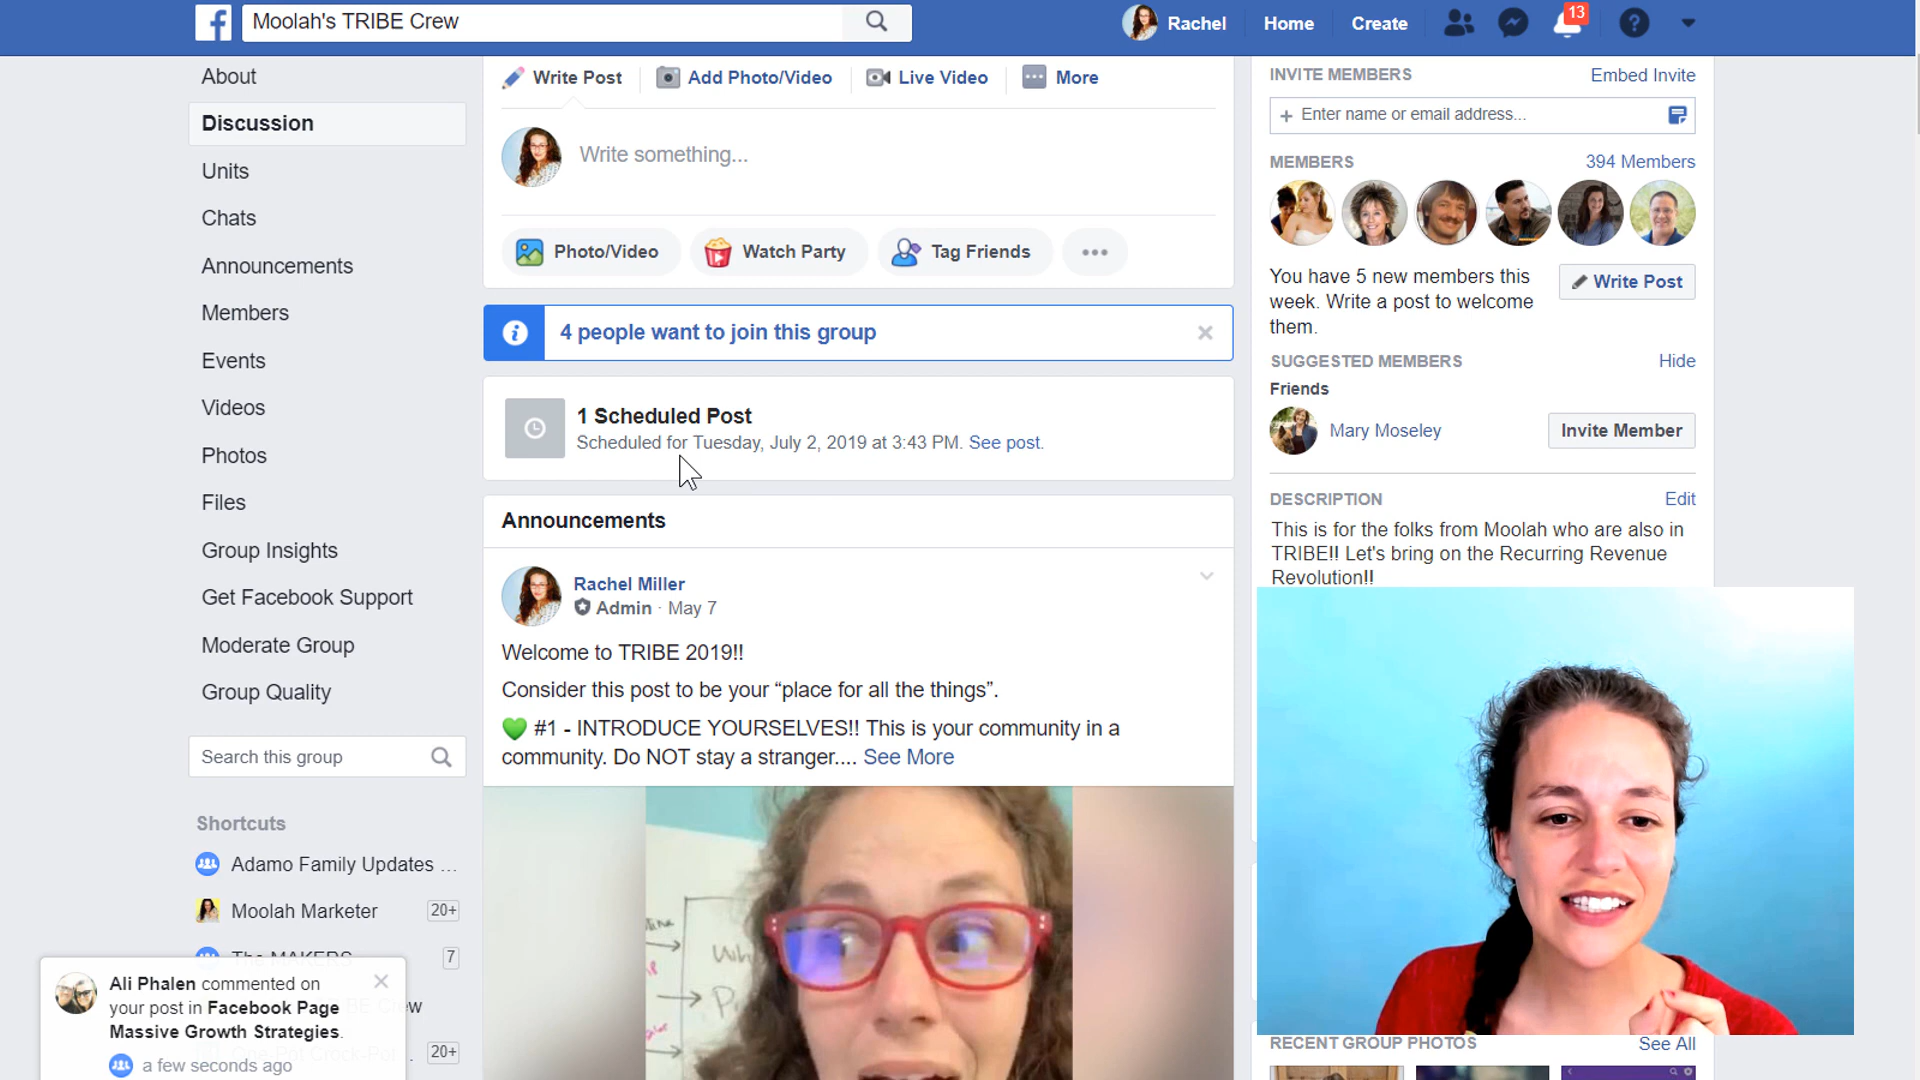 Moolah's TRIBE Crew
Rachel
Home
Create
13
About
Discussion
Units
Chats
Announcements
Members
Events
Videos
Photos
Files
Group Insights
Get Facebook Support
Moderate Group
Group Quality
Search this group
Shortcuts
Adamo Family Updates ...
Moolah Marketer 20+
The MAKERS 7
20+
Ali Phalen commented on
your post in Facebook Page
Massive Growth Strategies.
a few seconds ago
Write Post
Add Photo/Video
Live Video
More
Write something...
Photo/Video
Watch Party
Tag Friends
4 people want to join this group
1 Scheduled Post
Scheduled for Tuesday, July 2, 2019 at 3:43 PM. See post.
Announcements
Rachel Miller
Admin · May 7
Welcome to TRIBE 2019!!
Consider this post to be your “place for all the things”.
💚 #1 - INTRODUCE YOURSELVES!! This is your community in a
community. Do NOT stay a stranger.... See More
INVITE MEMBERS Embed Invite
+ Enter name or email address...
MEMBERS 394 Members
You have 5 new members this
week. Write a post to welcome
them.
Write Post
SUGGESTED MEMBERS Hide
Friends
Mary Moseley Invite Member
DESCRIPTION Edit
This is for the folks from Moolah who are also in
TRIBE!! Let's bring on the Recurring Revenue
Revolution!!
RECENT GROUP PHOTOS See All